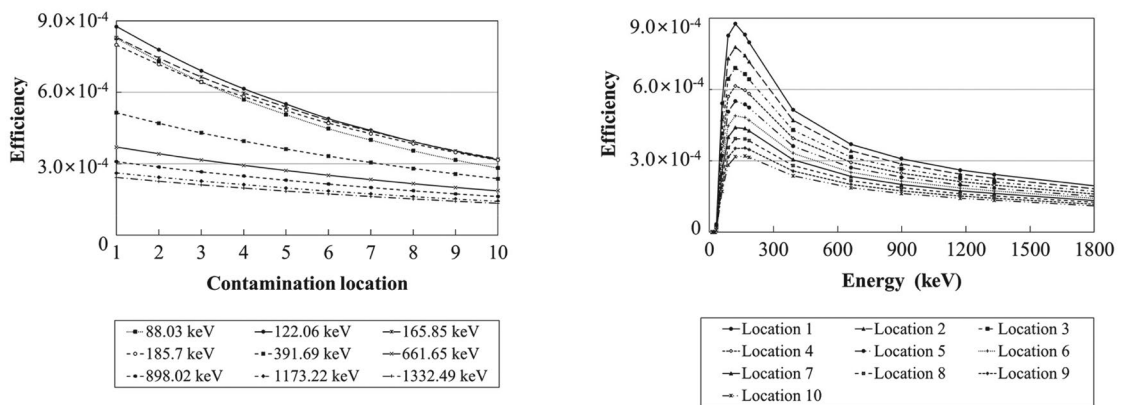 9.0×10⁻⁴
6.0×10⁻⁴
3.0×10⁻⁴
0
Efficiency
1 2 3 4 5 6 7 8 9 10
Contamination location
88.03 keV 122.06 keV 165.85 keV
185.7 keV 391.69 keV 661.65 keV
898.02 keV 1173.22 keV 1332.49 keV
9.0×10⁻⁴
6.0×10⁻⁴
3.0×10⁻⁴
0
Efficiency
0 300 600 900 1200 1500 1800
Energy (keV)
Location 1 Location 2 Location 3
Location 4 Location 5 Location 6
Location 7 Location 8 Location 9
Location 10